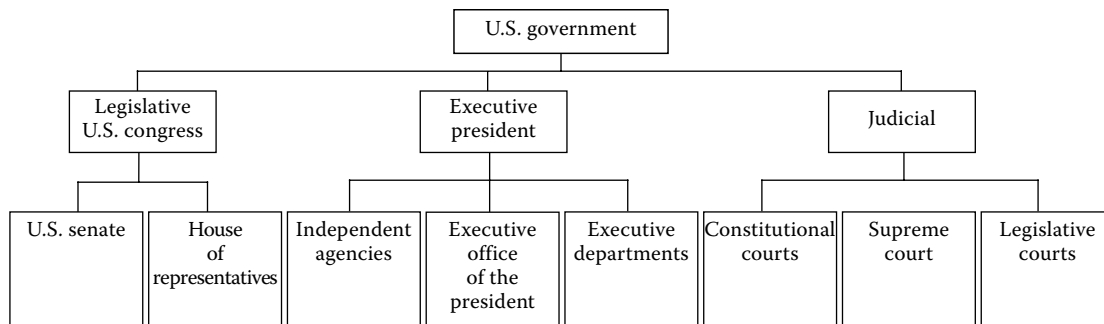 U.S. government
Legislative
U.S. congress
Executive
president
Judicial
U.S. senate
House
of
representatives
Independent
agencies
Executive
office
of the
president
Executive
departments
Constitutional
courts
Supreme
court
Legislative
courts